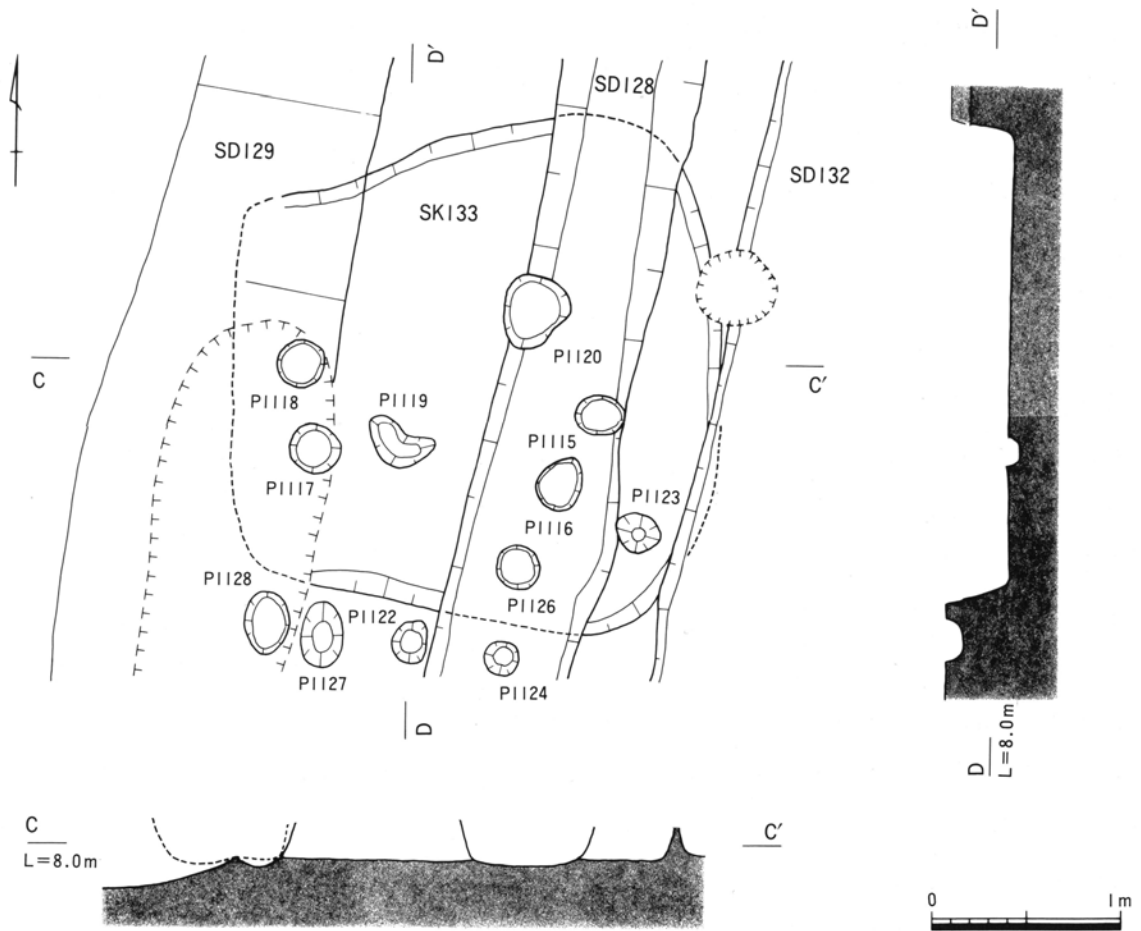 D'
D'
SD128
SD129
SD132
SK133
P1120
C
C'
P1118
P1119
P1115
P1117
P1123
P1116
P1128
P1122
P1126
P1127
P1124
D
D
L=8.0m
C
C'
L=8.0m
0
1m